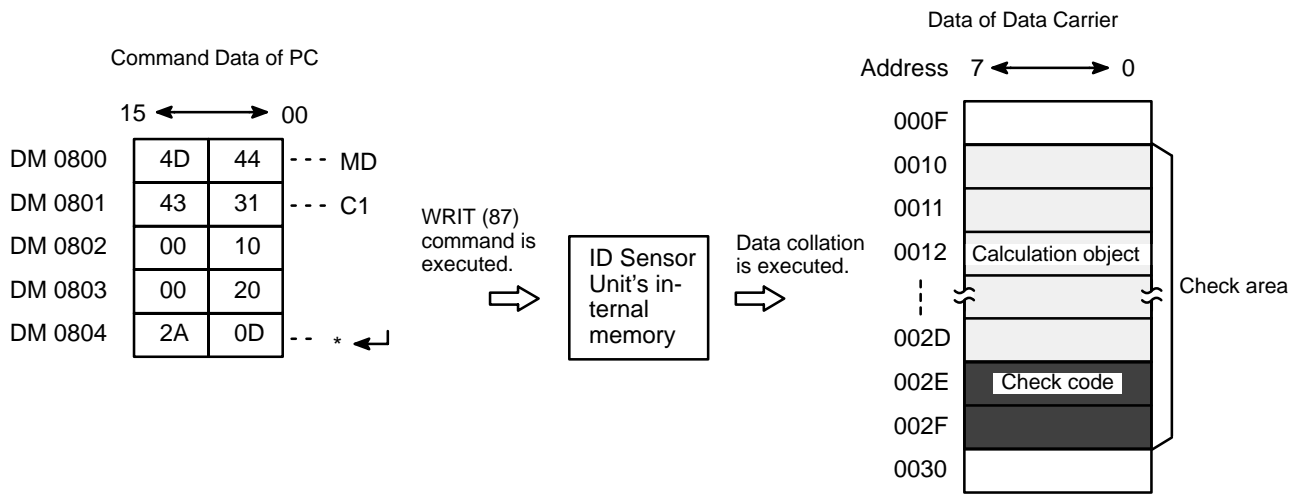 Data of Data Carrier
Command Data of PC
Address 7 0
15 00
000F
DM 0800 4D 44 --- MD
0010
DM 0801 43 31 --- C1
0011
DM 0802 00 10
0012 Calculation object
DM 0803 00 20
DM 0804 2A 0D -- *
WRIT (87)
command is
executed.
ID Sensor
Unit's in-
ternal
memory
Data collation
is executed.
Check area
002D
002E Check code
002F
0030